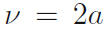 ν = 2a